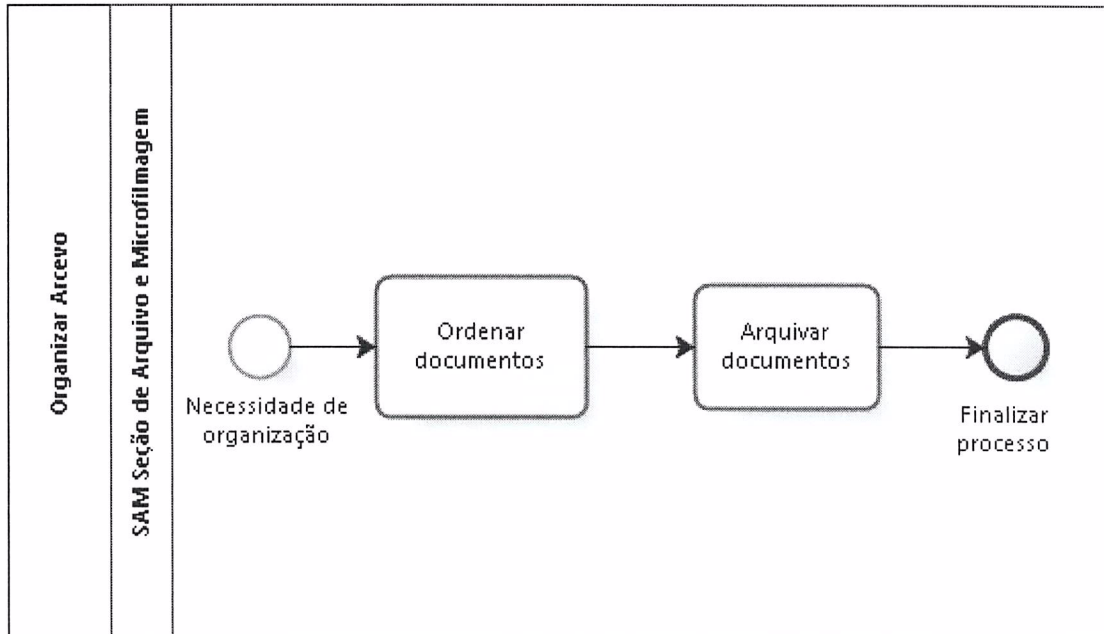 Organizar Arcevo
SAM Seção de Arquivo e Microfilmagem
Necessidade de
organização
Ordenar
documentos
Arquivar
documentos
Finalizar
processo